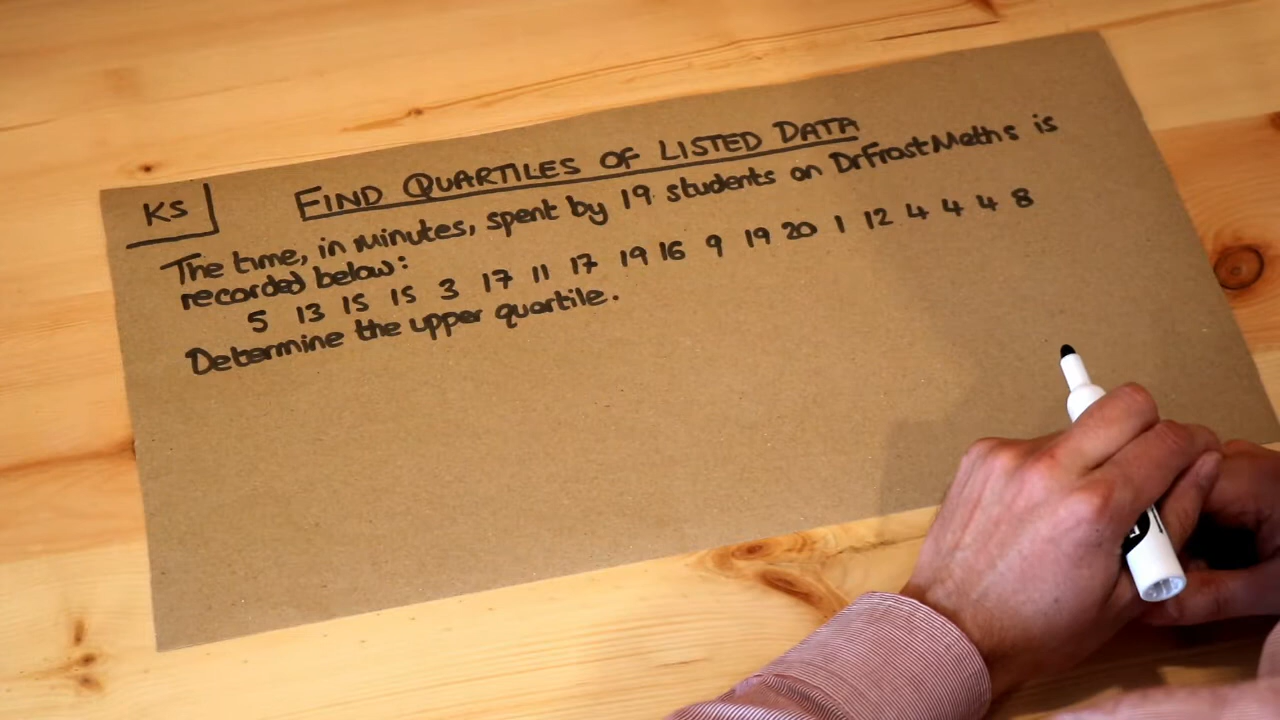 KS
FIND QUARTILES OF LISTED DATA
The time, in minutes, spent by 19 students on DrFrostMaths is
recorded below:
5 13 15 15 3 17 11 17 19 16 9 19 20 1 12 4 4 4 8
Determine the upper quartile.